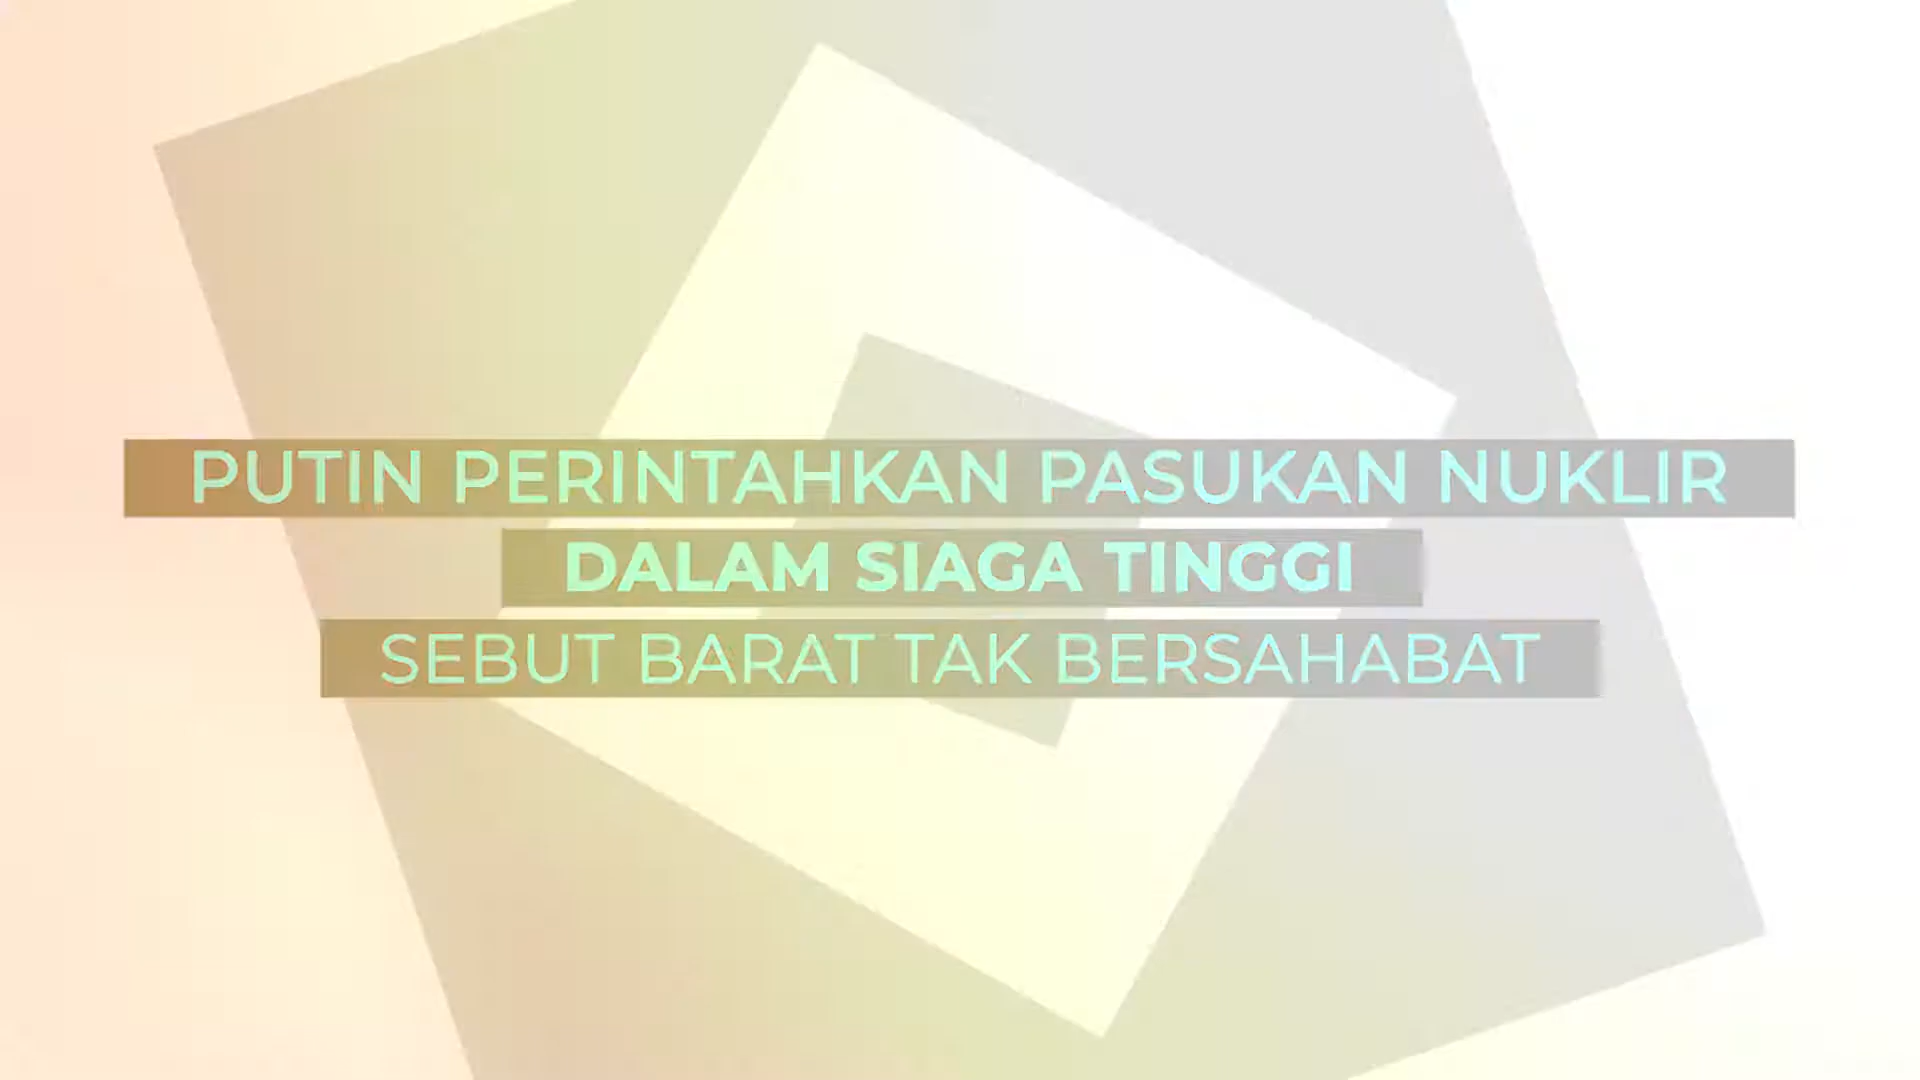 PUTIN PERINTAHKAN PASUKAN NUKLIR
DALAM SIAGA TINGGI
SEBUT BARAT TAK BERSAHABAT